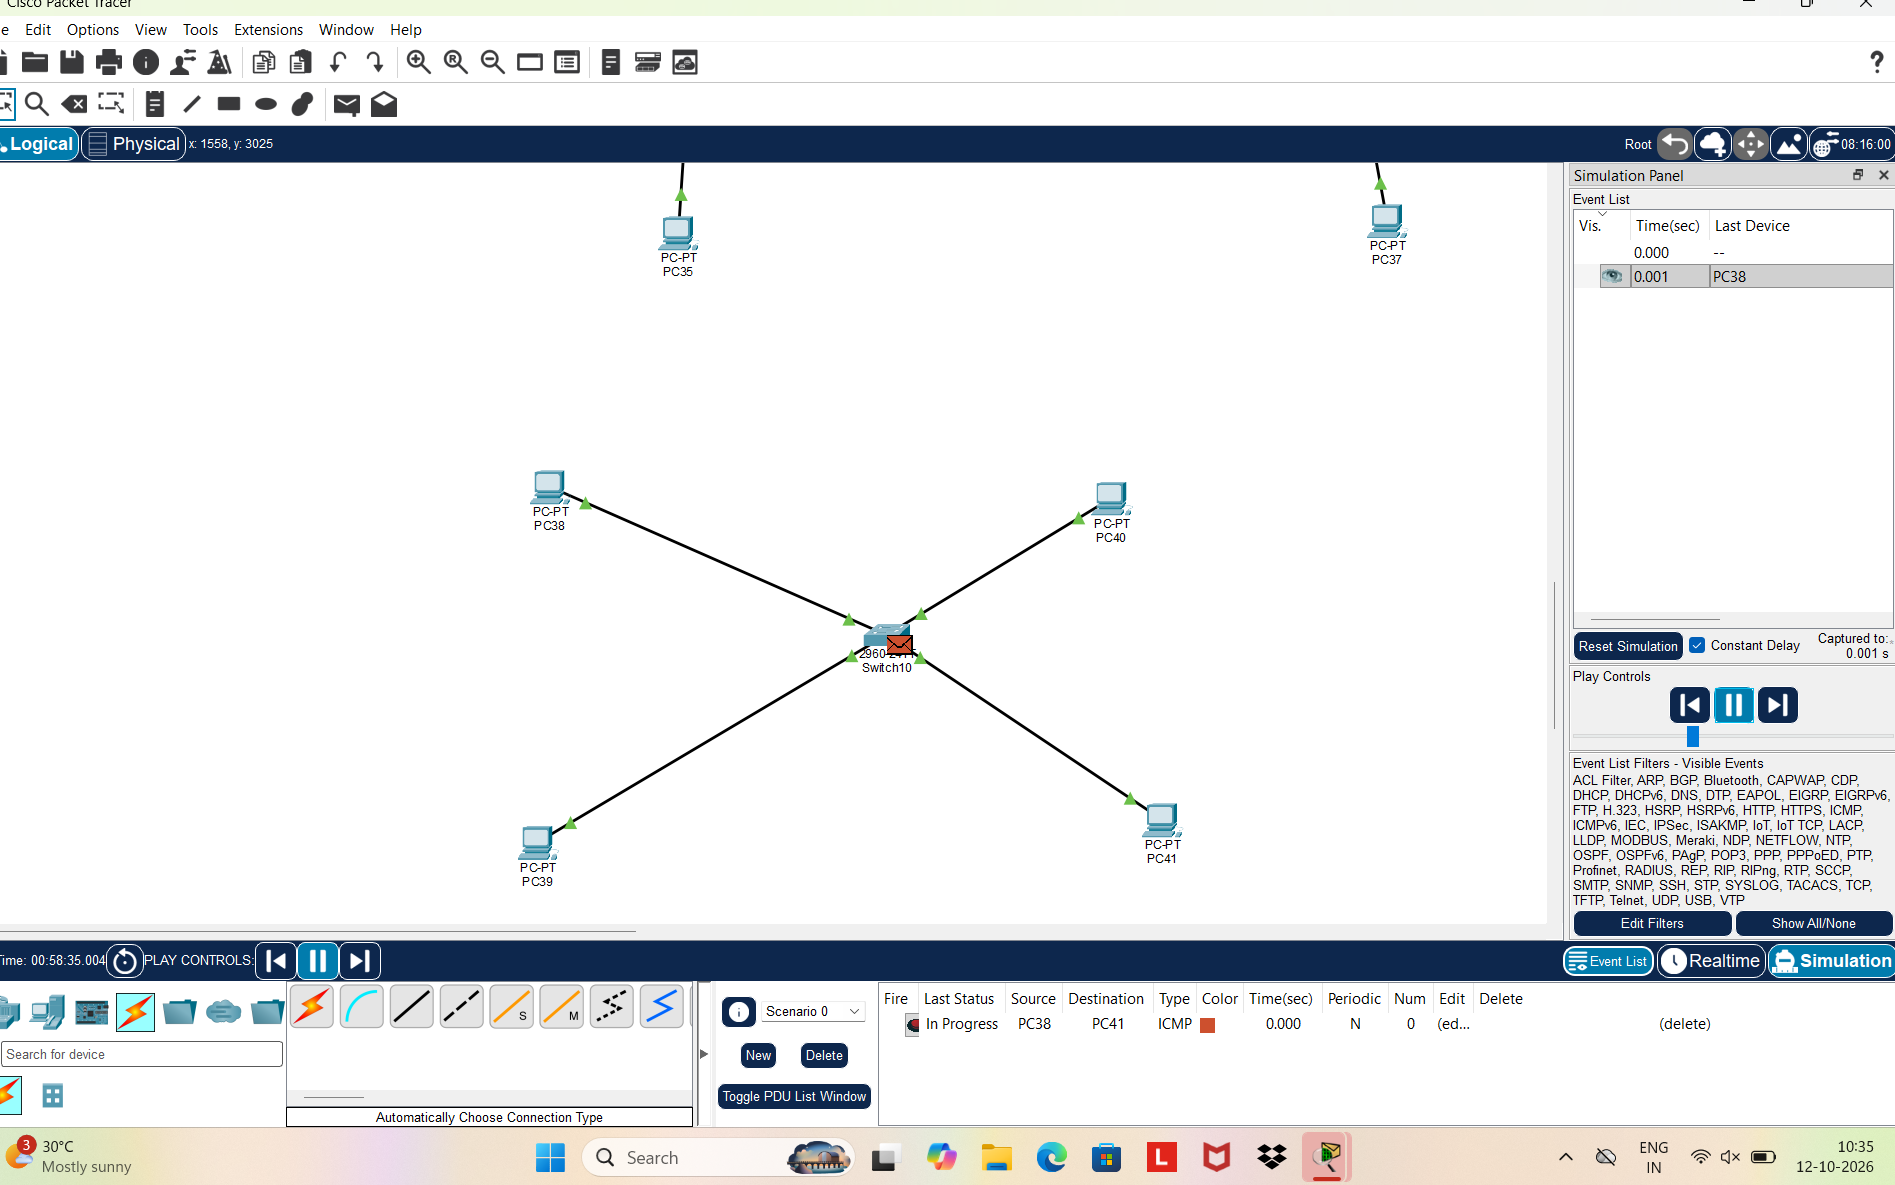 Cisco Packet Tracer
e Edit Options View Tools Extensions Window Help
Logical Physical x: 1558, y: 3025 Root 08:16:00
Simulation Panel
Event List
Vis. Time(sec) Last Device
0.000 --
0.001 PC38
PC-PT
PC35
PC-PT
PC37
PC-PT
PC38
PC-PT
PC40
Switch10
PC-PT
PC39
PC-PT
PC41
Reset Simulation Constant Delay Captured to:
0.001 s
Play Controls
Event List Filters - Visible Events
ACL Filter, ARP, BGP, Bluetooth, CAPWAP, CDP,
DHCP, DHCPv6, DNS, DTP, EAPOL, EIGRP, EIGRPv6,
FTP, H.323, HSRP, HSRPv6, HTTP, HTTPS, ICMP,
ICMPv6, IEC, IPSec, ISAKMP, IoT, IoT TCP, LACP,
LLDP, MODBUS, Meraki, NDP, NETFLOW, NTP,
OSPF, OSPFv6, PAgP, POP3, PPP, PPPoED, PTP,
Profinet, RADIUS, REP, RIP, RIPng, RTP, SCCP,
SMTP, SNMP, SSH, STP, SYSLOG, TACACS, TCP,
TFTP, Telnet, UDP, USB, VTP
Edit Filters Show All/None
ime: 00:58:35.004 PLAY CONTROLS: Event List Realtime Simulation
S M
Search for device
Automatically Choose Connection Type
Scenario 0
New Delete
Toggle PDU List Window
Fire Last Status Source Destination Type Color Time(sec) Periodic Num Edit Delete
In Progress PC38 PC41 ICMP 0.000 N 0 (ed... (delete)
3 30°C
Mostly sunny
Search
L
ENG
IN
10:35
12-10-2026